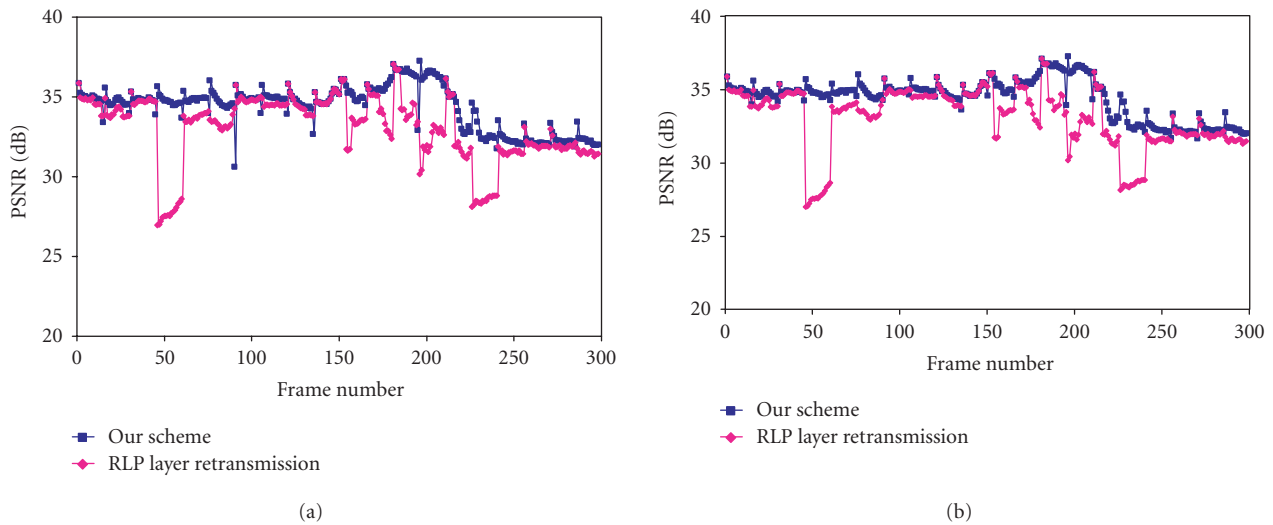 40
35
30
25
20
PSNR (dB)
0 50 100 150 200 250 300
Frame number
Our scheme
RLP layer retransmission
(a)
40
35
30
25
20
PSNR (dB)
0 50 100 150 200 250 300
Frame number
Our scheme
RLP layer retransmission
(b)